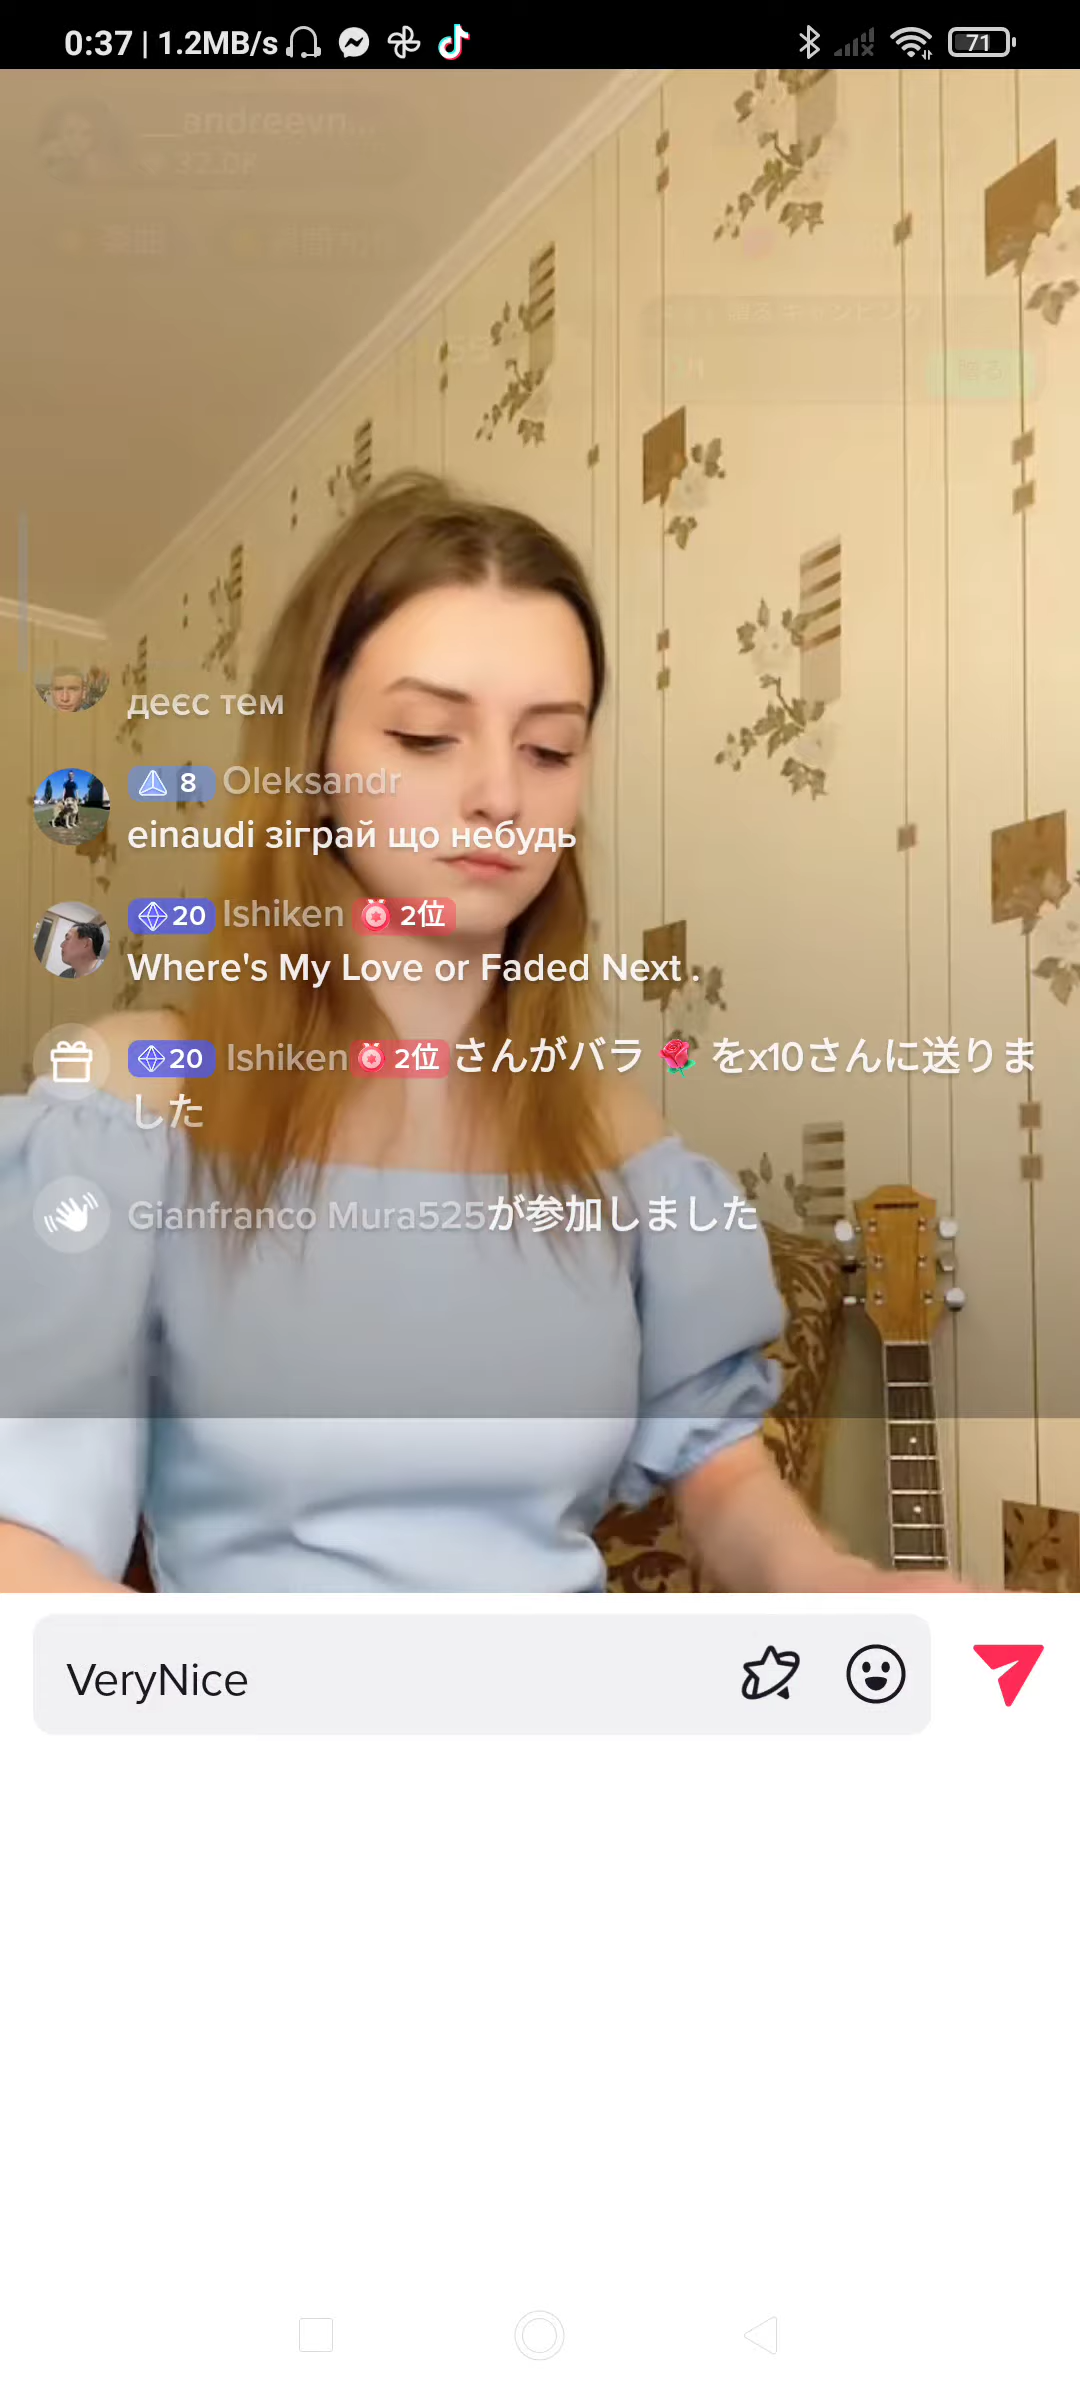 0:37 | 1.2MB/s
71
__andreevn...
贈る
деєс тем
8 Oleksandr
einaudi зіграй що небудь
20 Ishiken 2位
Where's My Love or Faded Next .
20 Ishiken 2位 さんがバラ 🌹 をx10さんに送りま
した
Gianfranco Mura525が参加しました
VeryNice